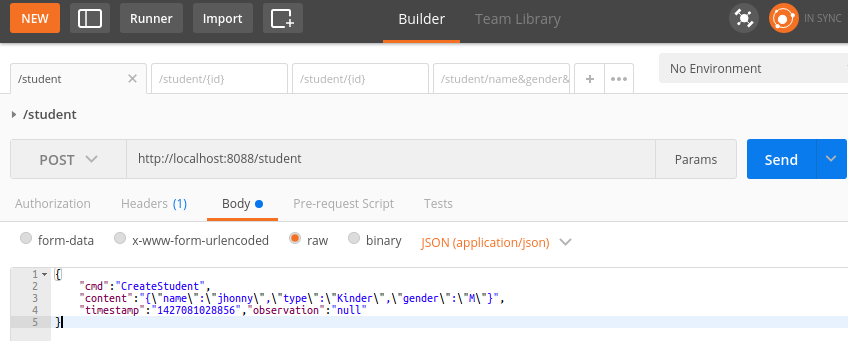 NEW Runner Import Builder Team Library IN SYNC
/student /student/{id} /student/{id} /student/name&gender& + ••• No Environment
/student
POST http://localhost:8088/student Params Send
Authorization Headers (1) Body Pre-request Script Tests
form-data x-www-form-urlencoded raw binary JSON (application/json)
1 {
2 "cmd":"CreateStudent",
3 "content":"{\"name\":\"jhonny\",\"type\":\"Kinder\",\"gender\":\"M\"}",
4 "timestamp":"1427081028856","observation":"null"
5 }